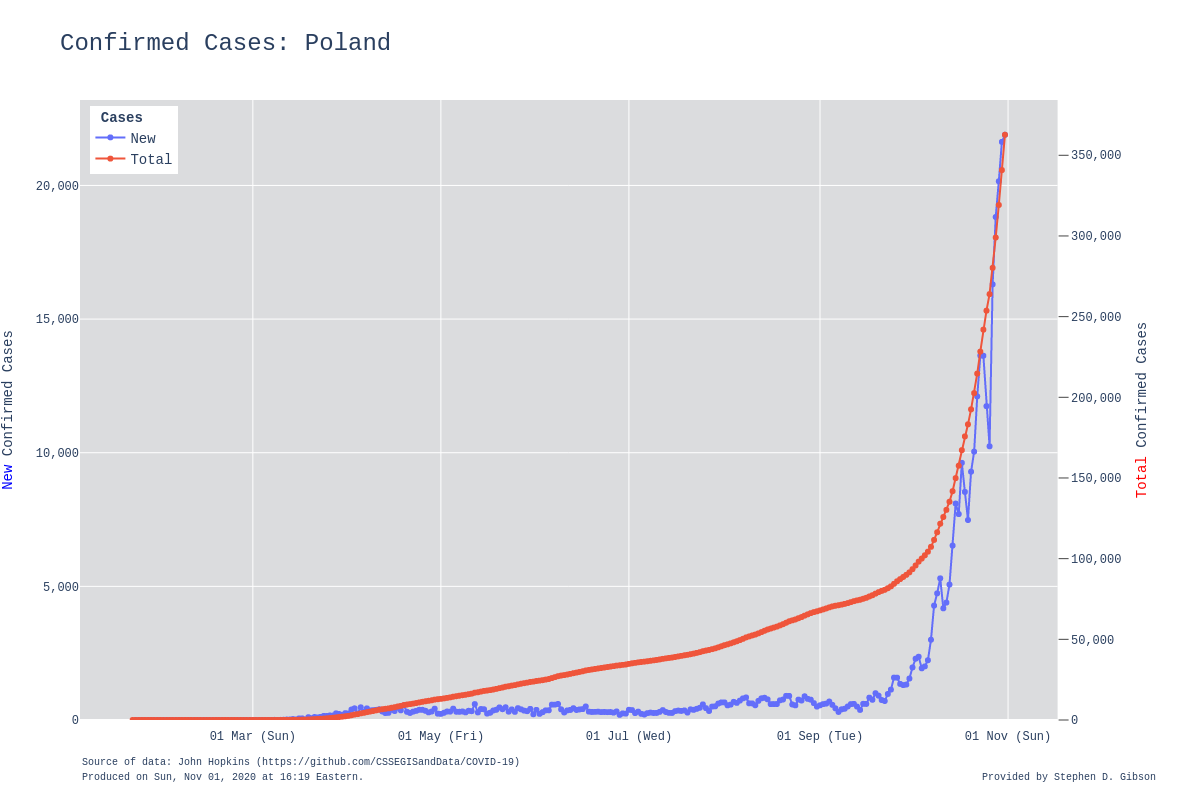 Confirmed Cases: Poland
Cases
New
Total
20,000
15,000
10,000
5,000
0
New Confirmed Cases
350,000
300,000
250,000
200,000
150,000
100,000
50,000
0
Total Confirmed Cases
01 Mar (Sun) 01 May (Fri) 01 Jul (Wed) 01 Sep (Tue) 01 Nov (Sun)
Source of data: John Hopkins (https://github.com/CSSEGISandData/COVID-19)
Produced on Sun, Nov 01, 2020 at 16:19 Eastern.
Provided by Stephen D. Gibson